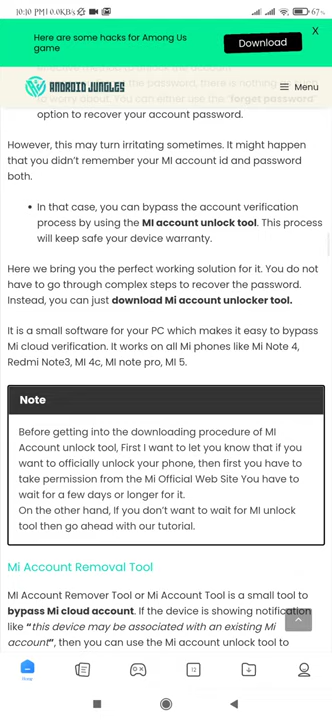 10:10 PM | 0.0KB/s
67%
Here are some hacks for Among Us
game
Download
X
ANDROID JUNGLES
Menu
the password, there is nothing
to worry about. You can either use the "forget password"
option to recover your account password.
However, this may turn irritating sometimes. It might happen
that you didn't remember your MI account id and password
both.
• In that case, you can bypass the account verification
process by using the MI account unlock tool. This process
will keep safe your device warranty.
Here we bring you the perfect working solution for it. You do not
have to go through complex steps to recover the password.
Instead, you can just download Mi account unlocker tool.
It is a small software for your PC which makes it easy to bypass
Mi cloud verification. It works on all Mi phones like Mi Note 4,
Redmi Note3, MI 4c, MI note pro, MI 5.
Note
Before getting into the downloading procedure of MI
Account unlock tool, First I want to let you know that if you
want to officially unlock your phone, then first you have to
take permission from the Mi Official Web Site You have to
wait for a few days or longer for it.
On the other hand, If you don't want to wait for MI unlock
tool then go ahead with our tutorial.
Mi Account Removal Tool
MI Account Remover Tool or Mi Account Tool is a small tool to
bypass Mi cloud account. If the device is showing notification
like "this device may be associated with an existing Mi
account", then you can use the Mi account unlock tool to